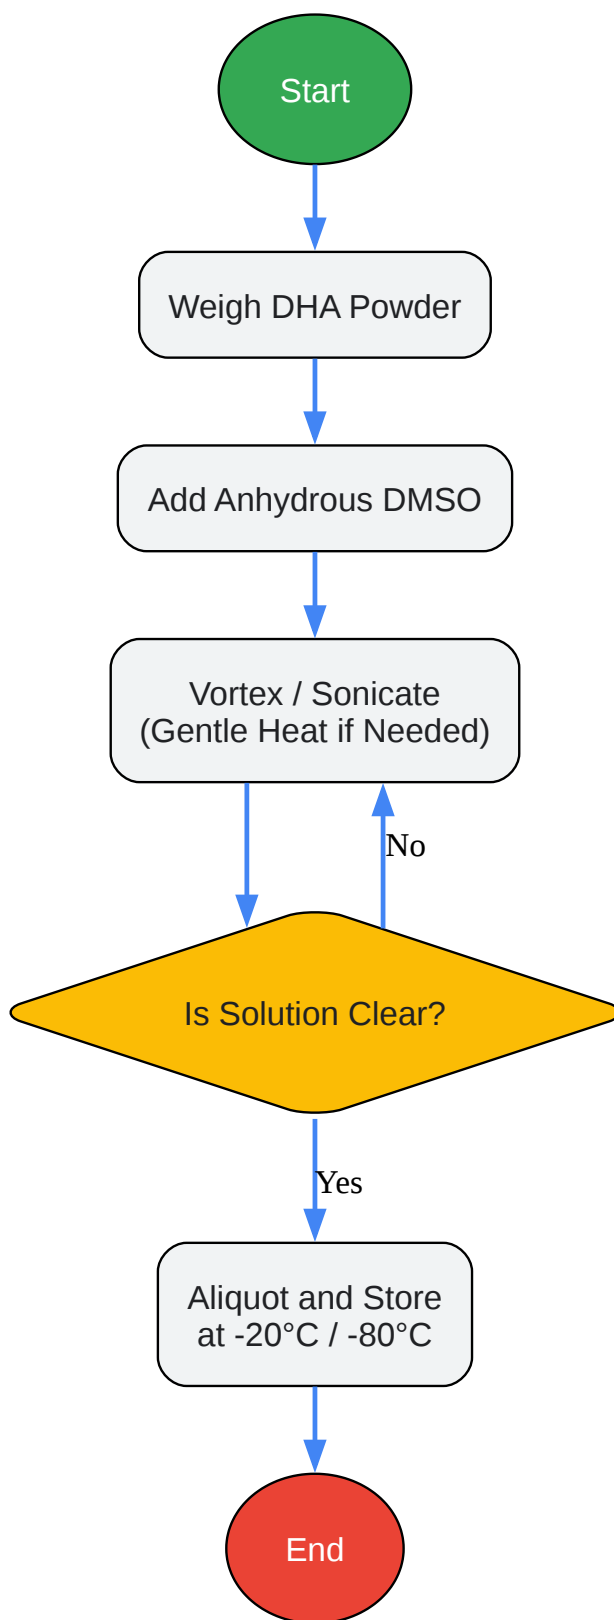 Start
Weigh DHA Powder
Add Anhydrous DMSO
Vortex / Sonicate
(Gentle Heat if Needed)
No
Is Solution Clear?
Yes
Aliquot and Store
at -20°C / -80°C
End